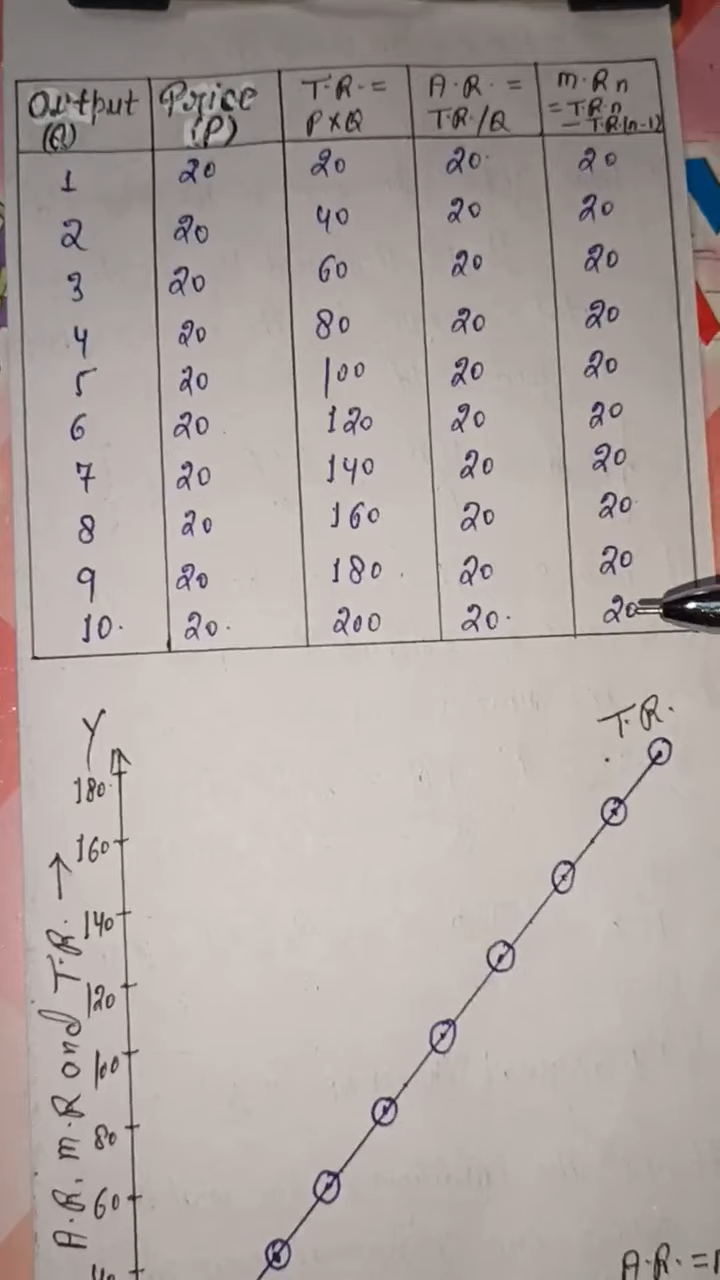 Output (Q) Price (P) T.R. = P×Q A.R. = T.R./Q M.Rn = T.R.n - T.R.(n-1)
1 20 20 20. 20
2 20 40 20 20
3 20 60 20 20
4 20 80 20 20
5 20 100 20 20
6 20 120 20 20
7 20 140 20 20
8 20 160 20 20
9 20 180. 20 20
10. 20. 200 20. 20
Y
T.R.
180
160
140
120
100
80
60
40
A.R, M.R and T.R. →
A.R. =